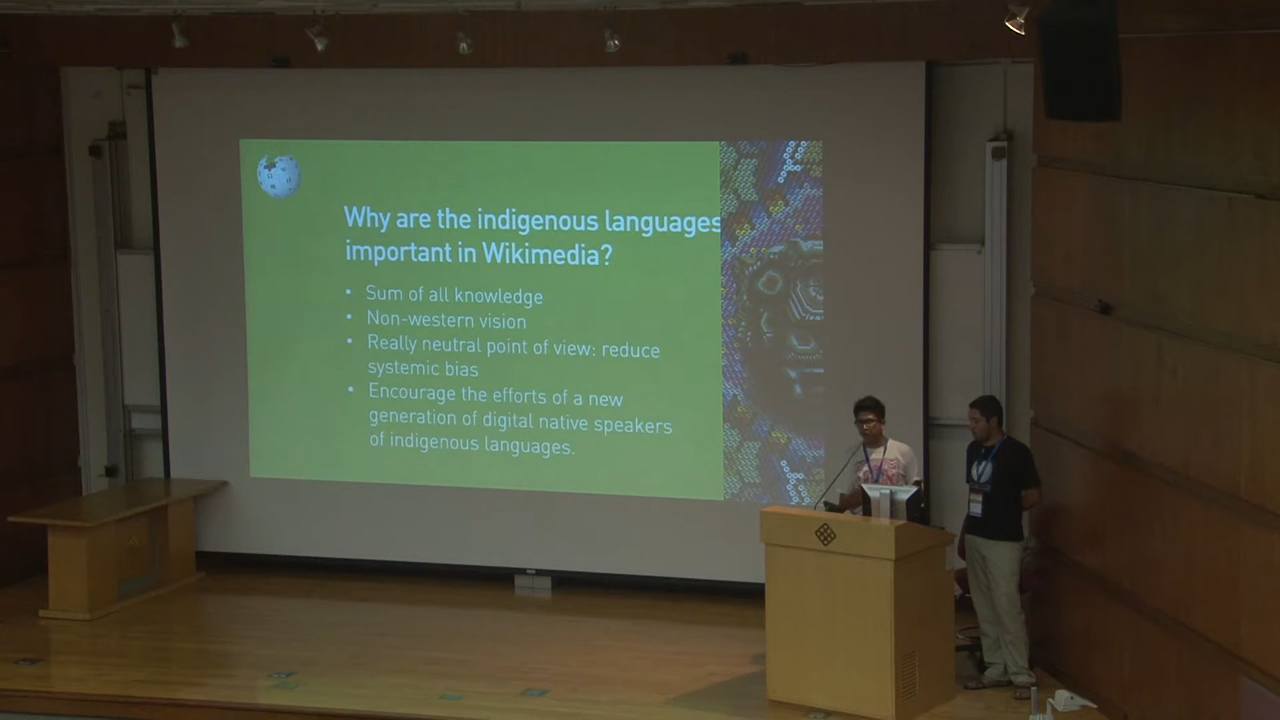 Why are the indigenous languages
important in Wikimedia?
• Sum of all knowledge
• Non-western vision
• Really neutral point of view: reduce
systemic bias
• Encourage the efforts of a new
generation of digital native speakers
of indigenous languages.